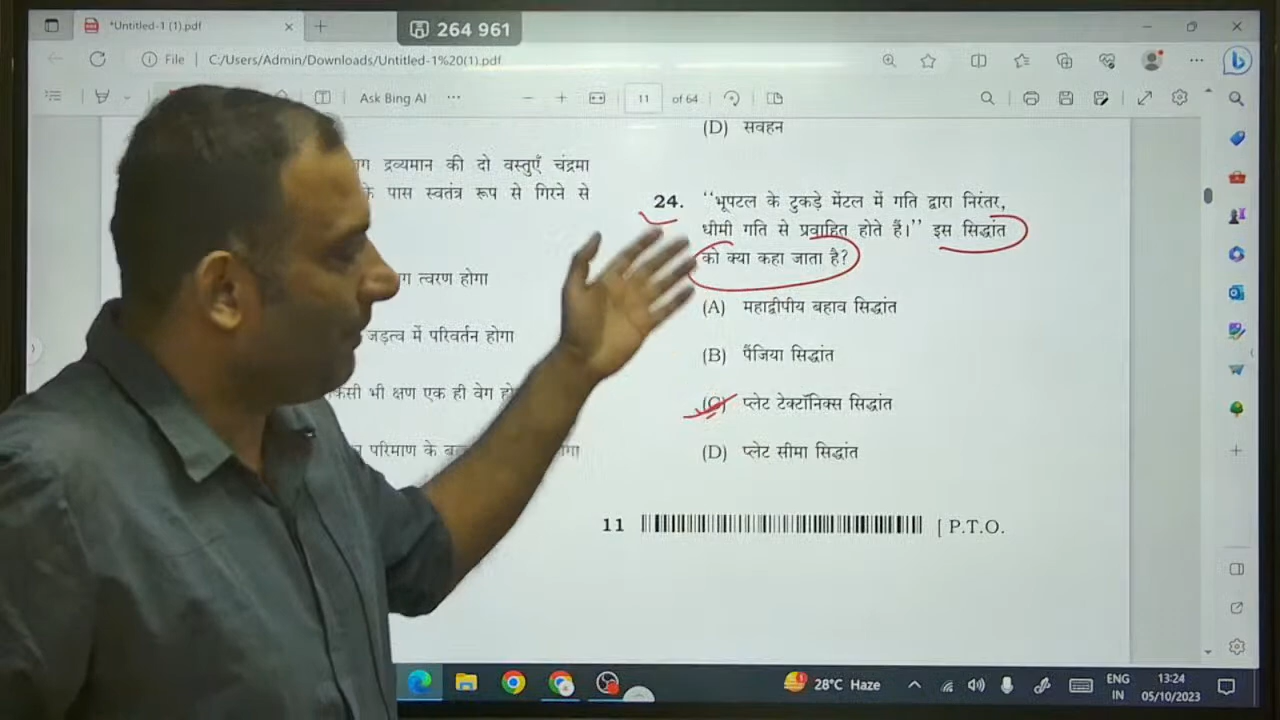 *Untitled-1 (1).pdf
264 961
File
C:/Users/Admin/Downloads/Untitled-1%20(1).pdf
Ask Bing AI
11
of 64
द्रव्यमान की दो वस्तुएँ चंद्रमा
के पास स्वतंत्र रूप से गिरने से
त्वरण होगा
जड़त्व में परिवर्तन होगा
किसी भी क्षण एक ही वेग
परिमाण के
(D) सवहन
24. ‘‘भूपटल के टुकड़े मेंटल में गति द्वारा निरंतर,
धीमी गति से प्रवाहित होते हैं।’’ इस सिद्धांत
को क्या कहा जाता है?
(A) महाद्वीपीय बहाव सिद्धांत
(B) पैंजिया सिद्धांत
(C) प्लेट टेक्टॉनिक्स सिद्धांत
(D) प्लेट सीमा सिद्धांत
11
[ P.T.O.
28°C Haze
ENG
IN
13:24
05/10/2023